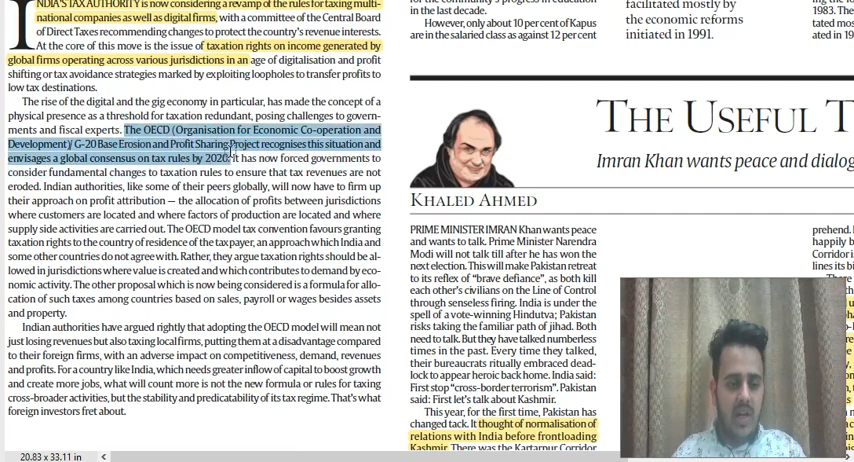 INDIA'S TAX AUTHORITY is now considering a revamp of the rules for taxing multi-
national companies as well as digital firms, with a committee of the Central Board
of Direct Taxes recommending changes to protect the country's revenue interests.
At the core of this move is the issue of taxation rights on income generated by
global firms operating across various jurisdictions in an age of digitalisation and profit
shifting or tax avoidance strategies marked by exploiting loopholes to transfer profits to
low tax destinations.
The rise of the digital and the gig economy in particular, has made the concept of a
physical presence as a threshold for taxation redundant, posing challenges to govern-
ments and fiscal experts. The OECD (Organisation for Economic Co-operation and
Development)/ G-20 Base Erosion and Profit Sharing Project recognises this situation and
envisages a global consensus on tax rules by 2020. It has now forced governments to
consider fundamental changes to taxation rules to ensure that tax revenues are not
eroded. Indian authorities, like some of their peers globally, will now have to firm up
their approach on profit attribution — the allocation of profits between jurisdictions
where customers are located and where factors of production are located and where
supply side activities are carried out. The OECD model tax convention favours granting
taxation rights to the country of residence of the taxpayer, an approach which India and
some other countries do not agree with. Rather, they argue taxation rights should be al-
lowed in jurisdictions where value is created and which contributes to demand by eco-
nomic activity. The other proposal which is now being considered is a formula for allo-
cation of such taxes among countries based on sales, payroll or wages besides assets
and property.
Indian authorities have argued rightly that adopting the OECD model will mean not
just losing revenues but also taxing local firms, putting them at a disadvantage compared
to their foreign firms, with an adverse impact on competitiveness, demand, revenues
and profits. For a country like India, which needs greater inflow of capital to boost growth
and create more jobs, what will count more is not the new formula or rules for taxing
cross-broader activities, but the stability and predicatability of its tax regime. That's what
foreign investors fret about.
in the last decade.
However, only about 10 percent of Kapus
are in the salaried class as against 12 percent
facilitated mostly by
the economic reforms
initiated in 1991.
1983. The
tated mos
ated in 19
THE USEFUL T
Imran Khan wants peace and dialog
KHALED AHMED
PRIME MINISTER IMRAN Khan wants peace
and wants to talk. Prime Minister Narendra
Modi will not talk till after he has won the
next election. This will make Pakistan retreat
to its reflex of "brave defiance", as both kill
each other's civilians on the Line of Control
through senseless firing. India is under the
spell of a vote-winning Hindutva; Pakistan
risks taking the familiar path of jihad. Both
need to talk. But they have talked numberless
times in the past. Every time they talked,
their bureaucrats ritually embraced dead-
lock to appear heroic back home. India said:
First stop "cross-border terrorism". Pakistan
said: First let's talk about Kashmir.
This year, for the first time, Pakistan has
changed tack. It thought of normalisation of
relations with India before frontloading
Kashmir. There was the Kartarpur Corridor
prehend. I
happily b
Corridor i
lines its bi
20.83 x 33.11 in